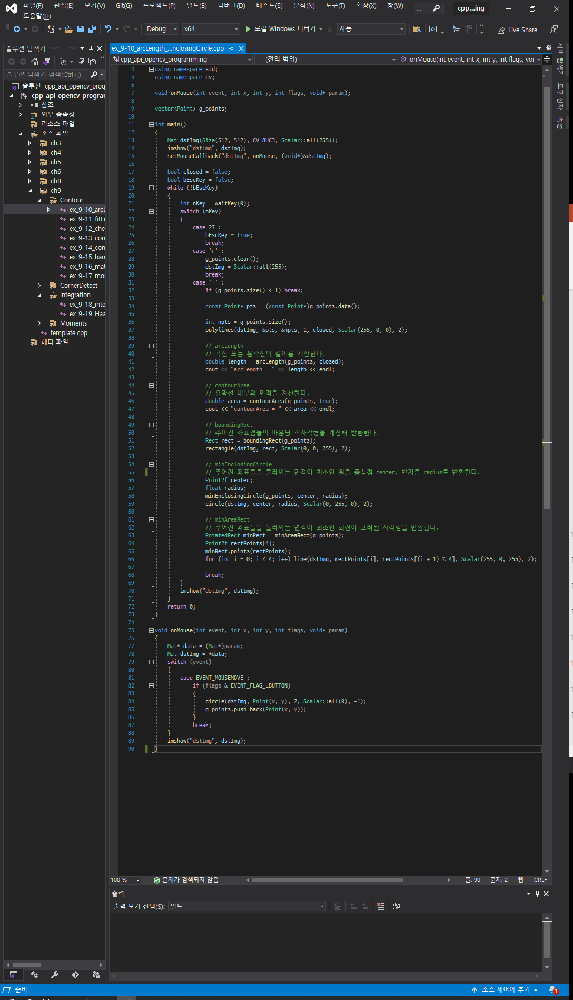 파일(F) 편집(E) 보기(V) Git(G) 프로젝트(P) 빌드(B) 디버그(D) 테스트(S) 분석(N) 도구(T) 확장(X) 창(W) ... cpp...ing
도움말(H)
Debug x64 로컬 Windows 디버거 자동 Live Share
솔루션 탐색기
솔루션 탐색기 검색(Ctrl+;)
솔루션 'cpp_api_opencv_prog
cpp_api_opencv_prograr
참조
외부 종속성
리소스 파일
소스 파일
ch3
ch4
ch5
ch6
ch8
ch9
Contour
ex_9-10_arcL
ex_9-11_fitLi
ex_9-12_che
ex_9-13_con
ex_9-14_con
ex_9-15_han
ex_9-16_mat
ex_9-17_mou
CornerDetect
Integration
ex_9-18_inte
ex_9-19_Haa
Moments
template.cpp
헤더 파일
ex_9-10_arcLength_...nclosingCircle.cpp
cpp_api_opencv_programming (전역 범위) onMouse(int event, int x, int y, int flags, voi
4 using namespace std;
5 using namespace cv;
6
7 void onMouse(int event, int x, int y, int flags, void* param);
8
9 vector<Point> g_points;
10
11 int main()
12 {
13 Mat dstImg(Size(512, 512), CV_8UC3, Scalar::all(255));
14 imshow("dstImg", dstImg);
15 setMouseCallback("dstImg", onMouse, (void*)&dstImg);
16
17 bool closed = false;
18 bool bEscKey = false;
19 while (!bEscKey)
20 {
21 int nKey = waitKey(0);
22 switch (nKey)
23 {
24 case 27 :
25 bEscKey = true;
26 break;
27 case 'r' :
28 g_points.clear();
29 dstImg = Scalar::all(255);
30 break;
31 case ' ' :
32 if (g_points.size() < 1) break;
33
34 const Point* pts = (const Point*)g_points.data();
35
36 int npts = g_points.size();
37 polylines(dstImg, &pts, &npts, 1, closed, Scalar(255, 0, 0), 2);
38
39 // arcLength
40 // 곡선 또는 윤곽선의 길이를 계산한다.
41 double length = arcLength(g_points, closed);
42 cout << "arcLength = " << length << endl;
43
44 // contourArea
45 // 윤곽선 내부의 면적을 계산한다.
46 double area = contourArea(g_points, true);
47 cout << "contourArea = " << area << endl;
48
49 // boundingRect
50 // 주어진 좌표점들의 바운딩 직사각형을 계산해 반환한다.
51 Rect rect = boundingRect(g_points);
52 rectangle(dstImg, rect, Scalar(0, 0, 255), 2);
53
54 // minEnclosingCircle
55 // 주어진 좌표들을 둘러싸는 면적이 최소인 원을 중심점 center, 반지름 radius로 반환한다.
56 Point2f center;
57 float radius;
58 minEnclosingCircle(g_points, center, radius);
59 circle(dstImg, center, radius, Scalar(0, 255, 0), 2);
60
61 // minAreaRect
62 // 주어진 좌표들을 둘러싸는 면적이 최소인 회전이 고려된 사각형을 반환한다.
63 RotatedRect minRect = minAreaRect(g_points);
64 Point2f rectPoints[4];
65 minRect.points(rectPoints);
66 for (int i = 0; i < 4; i++) line(dstImg, rectPoints[i], rectPoints[(i + 1) % 4], Scalar(255, 0, 255), 2);
67
68 break;
69 }
70 imshow("dstImg", dstImg);
71 }
72 return 0;
73 }
74
75 void onMouse(int event, int x, int y, int flags, void* param)
76 {
77 Mat* data = (Mat*)param;
78 Mat dstImg = *data;
79 switch (event)
80 {
81 case EVENT_MOUSEMOVE :
82 if (flags & EVENT_FLAG_LBUTTON)
83 {
84 circle(dstImg, Point(x, y), 2, Scalar::all(0), -1);
85 g_points.push_back(Point(x, y));
86 }
87 break;
88 }
89 imshow("dstImg", dstImg);
90 }
100 % 문제가 검색되지 않음 줄: 90 문자: 2 탭 CRLF
출력
출력 보기 선택(S): 빌드
서버 탐색기
도구 상자
속성
준비 소스 제어에 추가 1